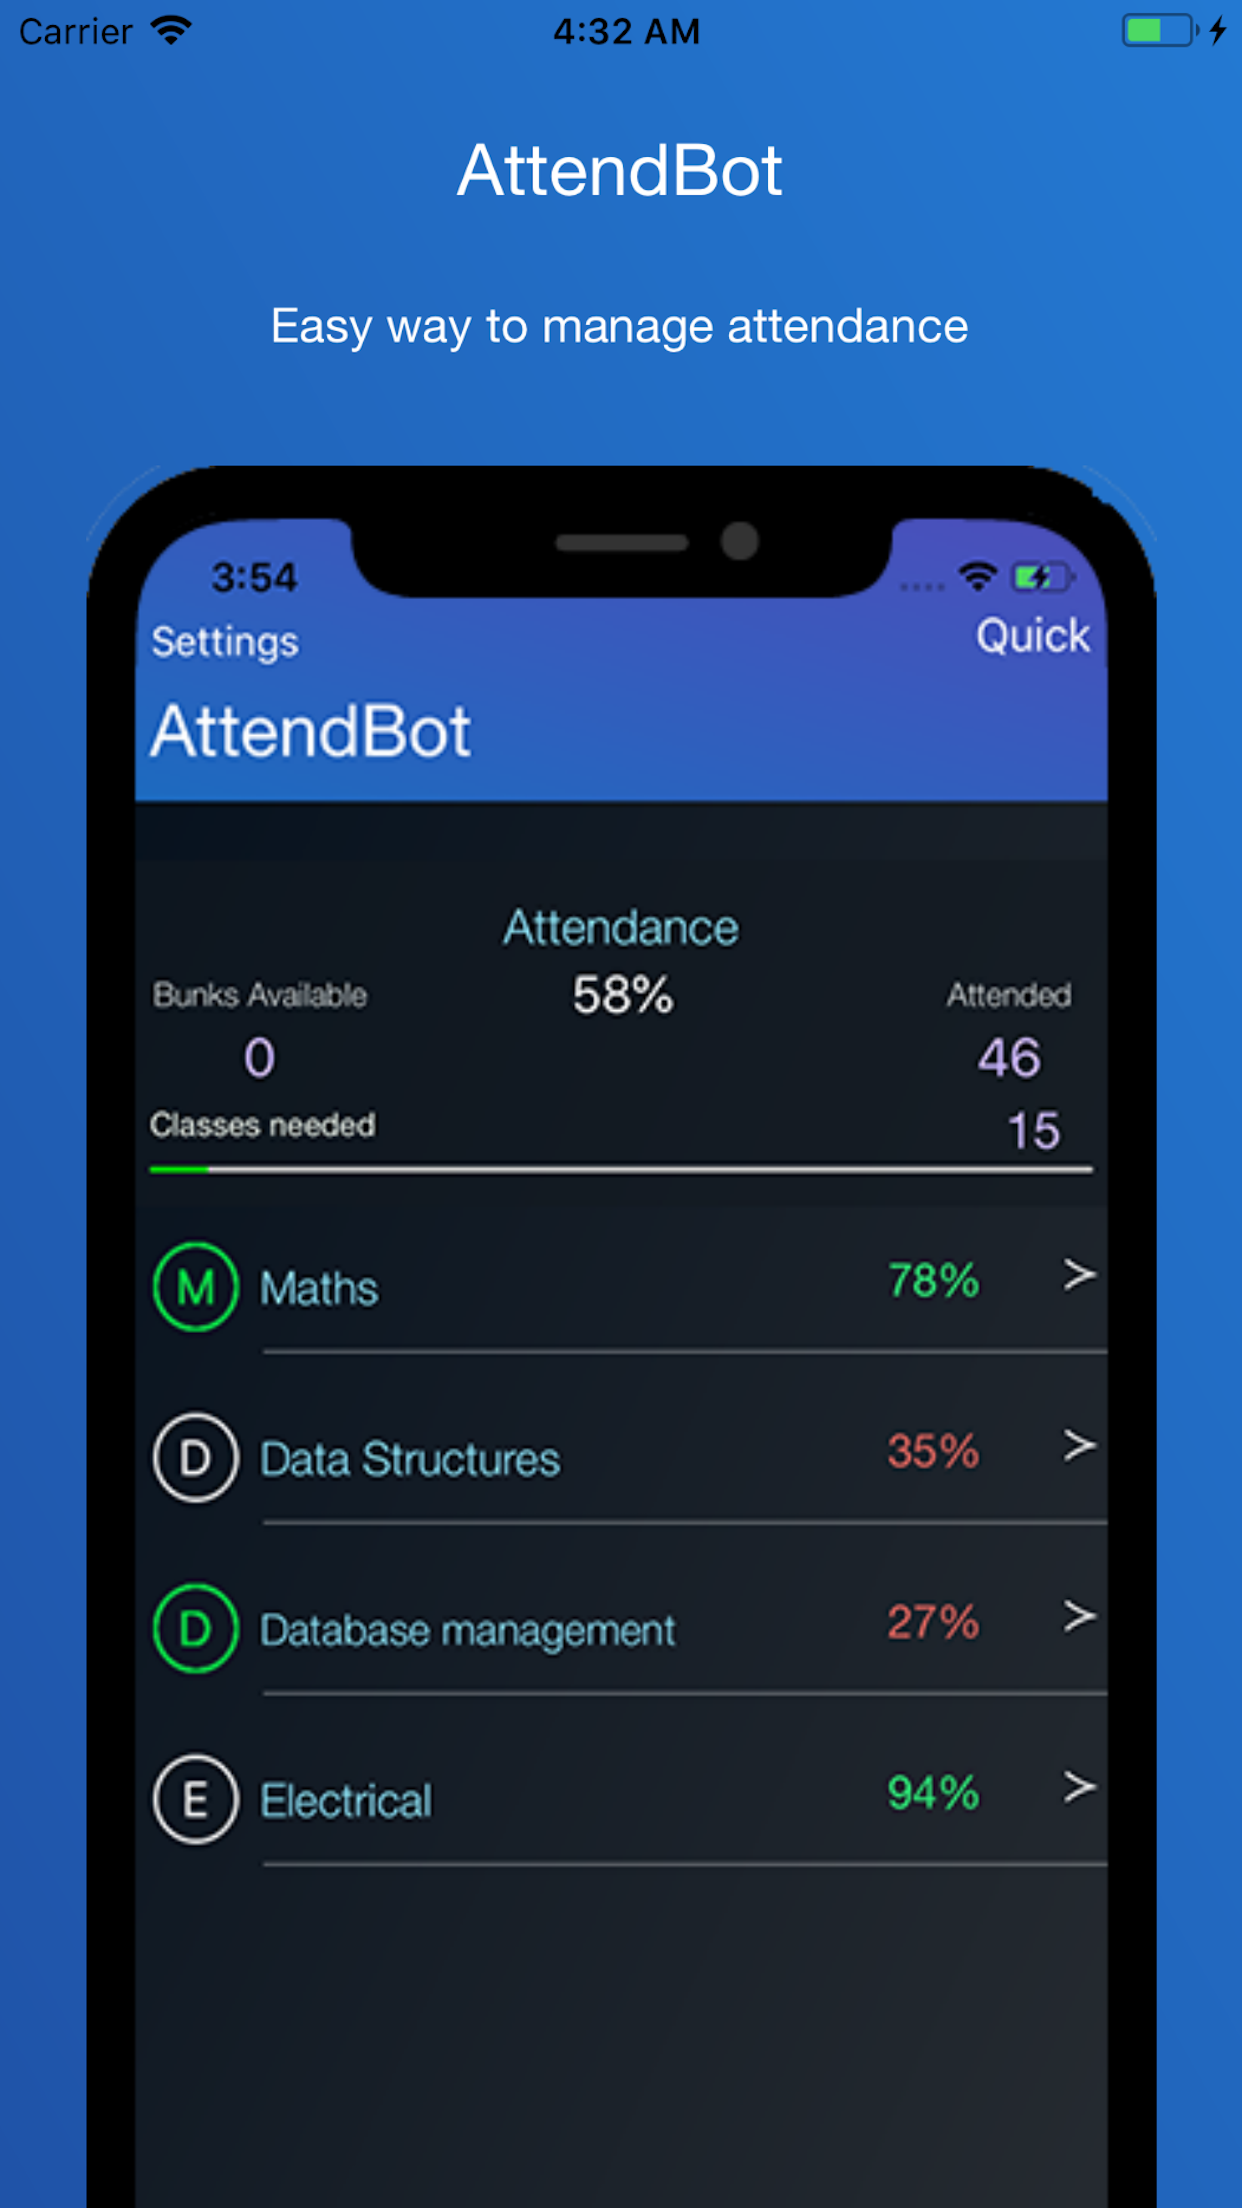 Carrier 4:32 AM
AttendBot
Easy way to manage attendance
3:54
Settings Quick
AttendBot
Attendance
Bunks Available 58% Attended
0 46
Classes needed 15
M Maths 78% >
D Data Structures 35% >
D Database management 27% >
E Electrical 94% >